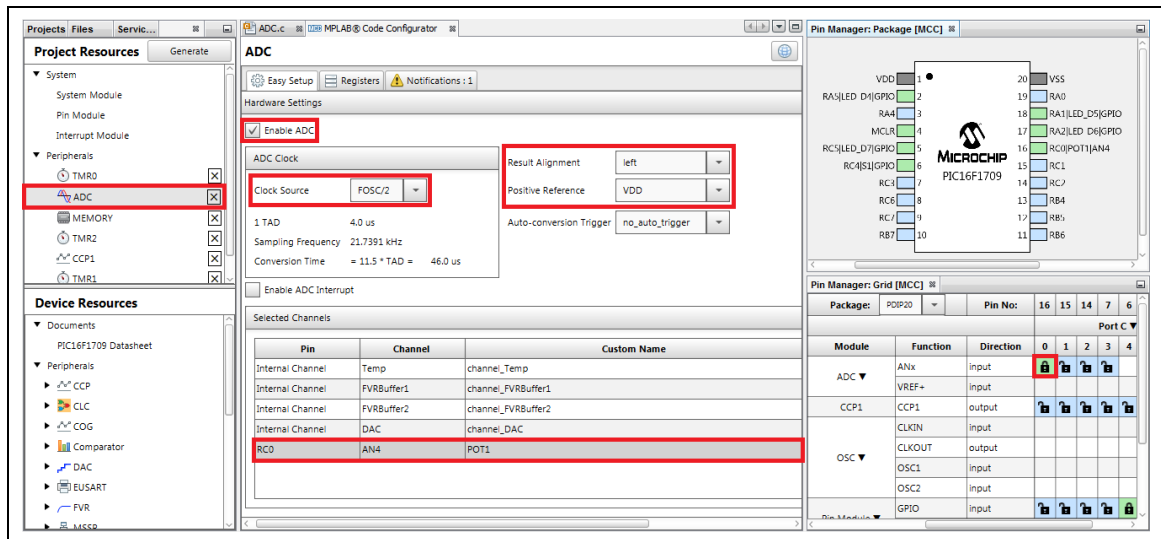 Projects Files Servic...
Project Resources Generate
System
System Module
Pin Module
Interrupt Module
Peripherals
TMR0
ADC
MEMORY
TMR2
CCP1
TMR1
Device Resources
Documents
PIC16F1709 Datasheet
Peripherals
CCP
CLC
COG
Comparator
DAC
EUSART
FVR
MSSP
ADC.c MPLAB® Code Configurator
ADC
Easy Setup Registers Notifications : 1
Hardware Settings
Enable ADC
ADC Clock
Clock Source FOSC/2
1 TAD 4.0 us
Sampling Frequency 21.7391 kHz
Conversion Time = 11.5 * TAD = 46.0 us
Result Alignment left
Positive Reference VDD
Auto-conversion Trigger no_auto_trigger
Enable ADC Interrupt
Selected Channels
Pin Channel Custom Name
Internal Channel Temp channel_Temp
Internal Channel FVRBuffer1 channel_FVRBuffer1
Internal Channel FVRBuffer2 channel_FVRBuffer2
Internal Channel DAC channel_DAC
RC0 AN4 POT1
Pin Manager: Package [MCC]
VDD 1 20 VSS
RA5|LED_D4|GPIO 2 19 RA0
RA4 3 18 RA1|LED_D5|GPIO
MCLR 4 17 RA2|LED_D6|GPIO
RC5|LED_D7|GPIO 5 16 RC0|POT1|AN4
RC4|S1|GPIO 6 15 RC1
RC3 7 14 RC2
RC6 8 13 RB4
RC7 9 12 RB5
RB7 10 11 RB6
MICROCHIP
PIC16F1709
Pin Manager: Grid [MCC]
Package: PDIP20 Pin No: 16 15 14 7 6
Port C ▼
Module Function Direction 0 1 2 3 4
ADC ▼ ANx input
VREF+ input
CCP1 CCP1 output
OSC ▼ CLKIN input
CLKOUT output
OSC1 input
OSC2 input
Pin Module ▼ GPIO input